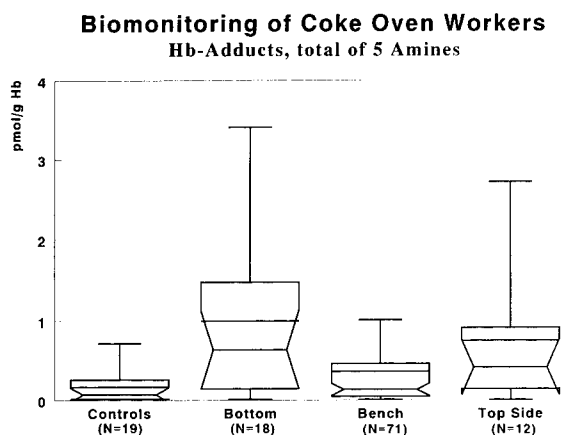 Biomonitoring of Coke Oven Workers
Hb-Adducts, total of 5 Amines
pmol/g Hb
4
3
2
1
0
Controls Bottom Bench Top Side
(N=19) (N=18) (N=71) (N=12)